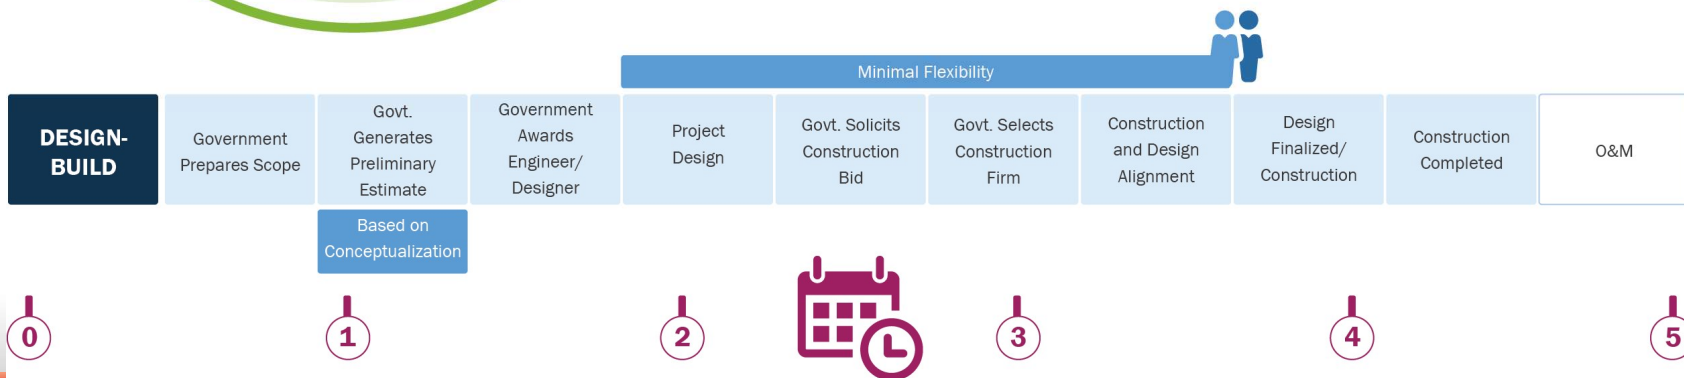 Minimal Flexibility
DESIGN-
BUILD
Government
Prepares Scope
Govt.
Generates
Preliminary
Estimate
Government
Awards
Engineer/
Designer
Project
Design
Govt. Solicits
Construction
Bid
Govt. Selects
Construction
Firm
Construction
and Design
Alignment
Design
Finalized/
Construction
Construction
Completed
O&M
Based on
Conceptualization
0
1
2
3
4
5